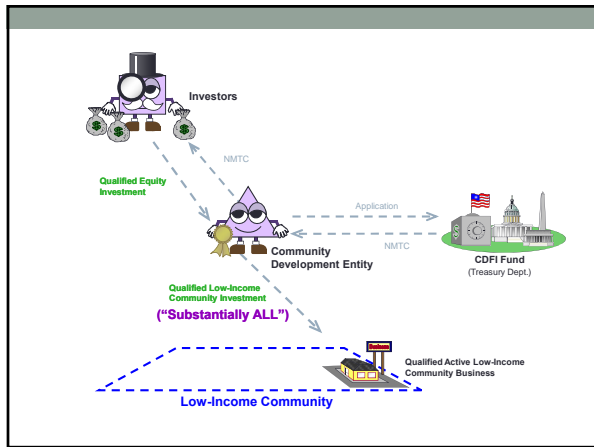 Investors
NMTC
Qualified Equity
Investment
Application
NMTC
Community
Development Entity
CDFI Fund
(Treasury Dept.)
Qualified Low-Income
Community Investment
("Substantially ALL")
Business
Qualified Active Low-Income
Community Business
Low-Income Community
$
$
$